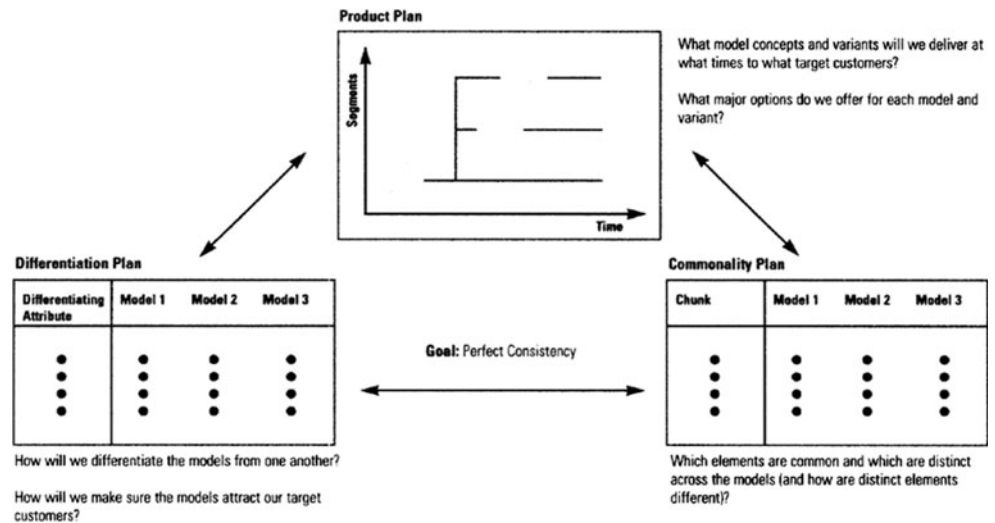 Product Plan
Segments
Time
What model concepts and variants will we deliver at
what times to what target customers?
What major options do we offer for each model and
variant?
Differentiation Plan
Differentiating Attribute Model 1 Model 2 Model 3
How will we differentiate the models from one another?
How will we make sure the models attract our target
customers?
Goal: Perfect Consistency
Commonality Plan
Chunk Model 1 Model 2 Model 3
Which elements are common and which are distinct
across the models (and how are distinct elements
different)?